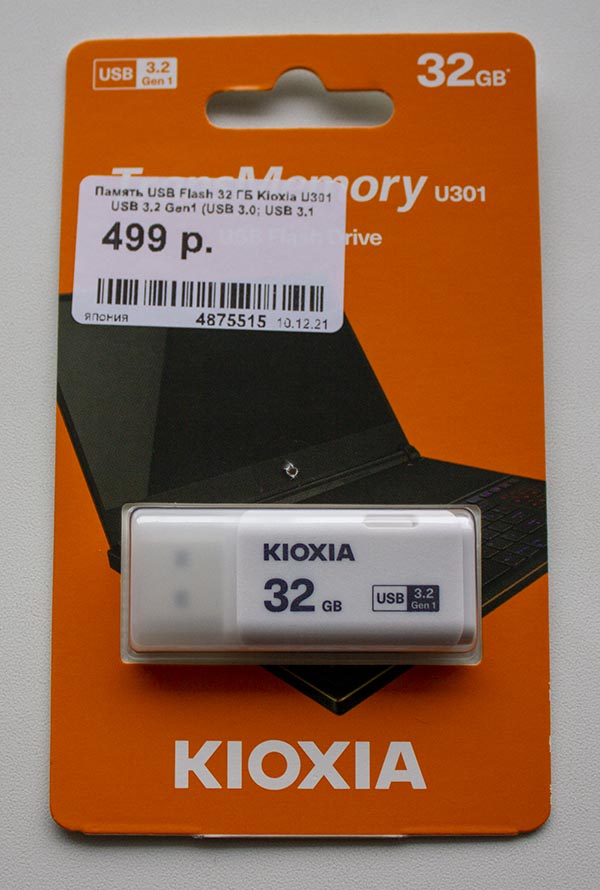 USB 3.2 Gen 1
32GB
TransMemory U301
Память USB Flash 32 ГБ Kioxia U301
USB 3.2 Gen1 (USB 3.0; USB 3.1
USB Flash Drive
499 р.
ЯПОНИЯ 4875515 10.12.21
KIOXIA
32 GB
USB 3.2 Gen 1
KIOXIA